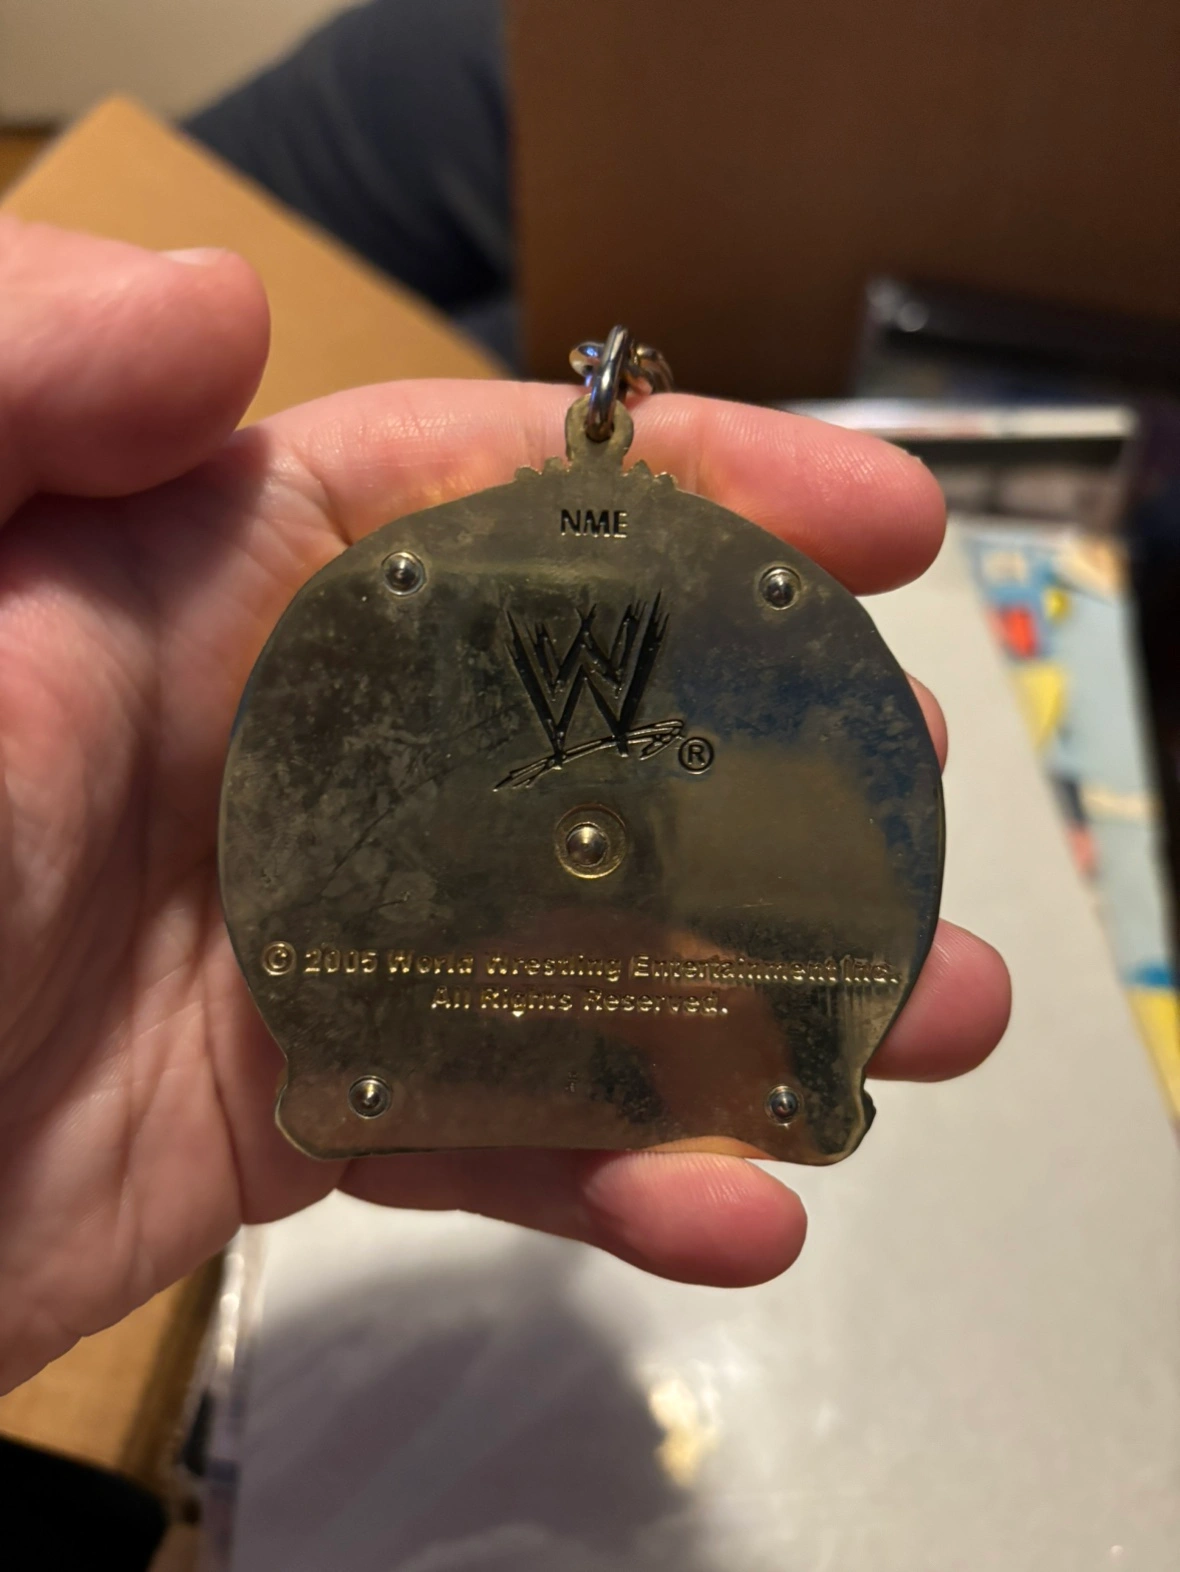 NME
W
®
© 2005 World Wrestling Entertainment Inc.
All Rights Reserved.